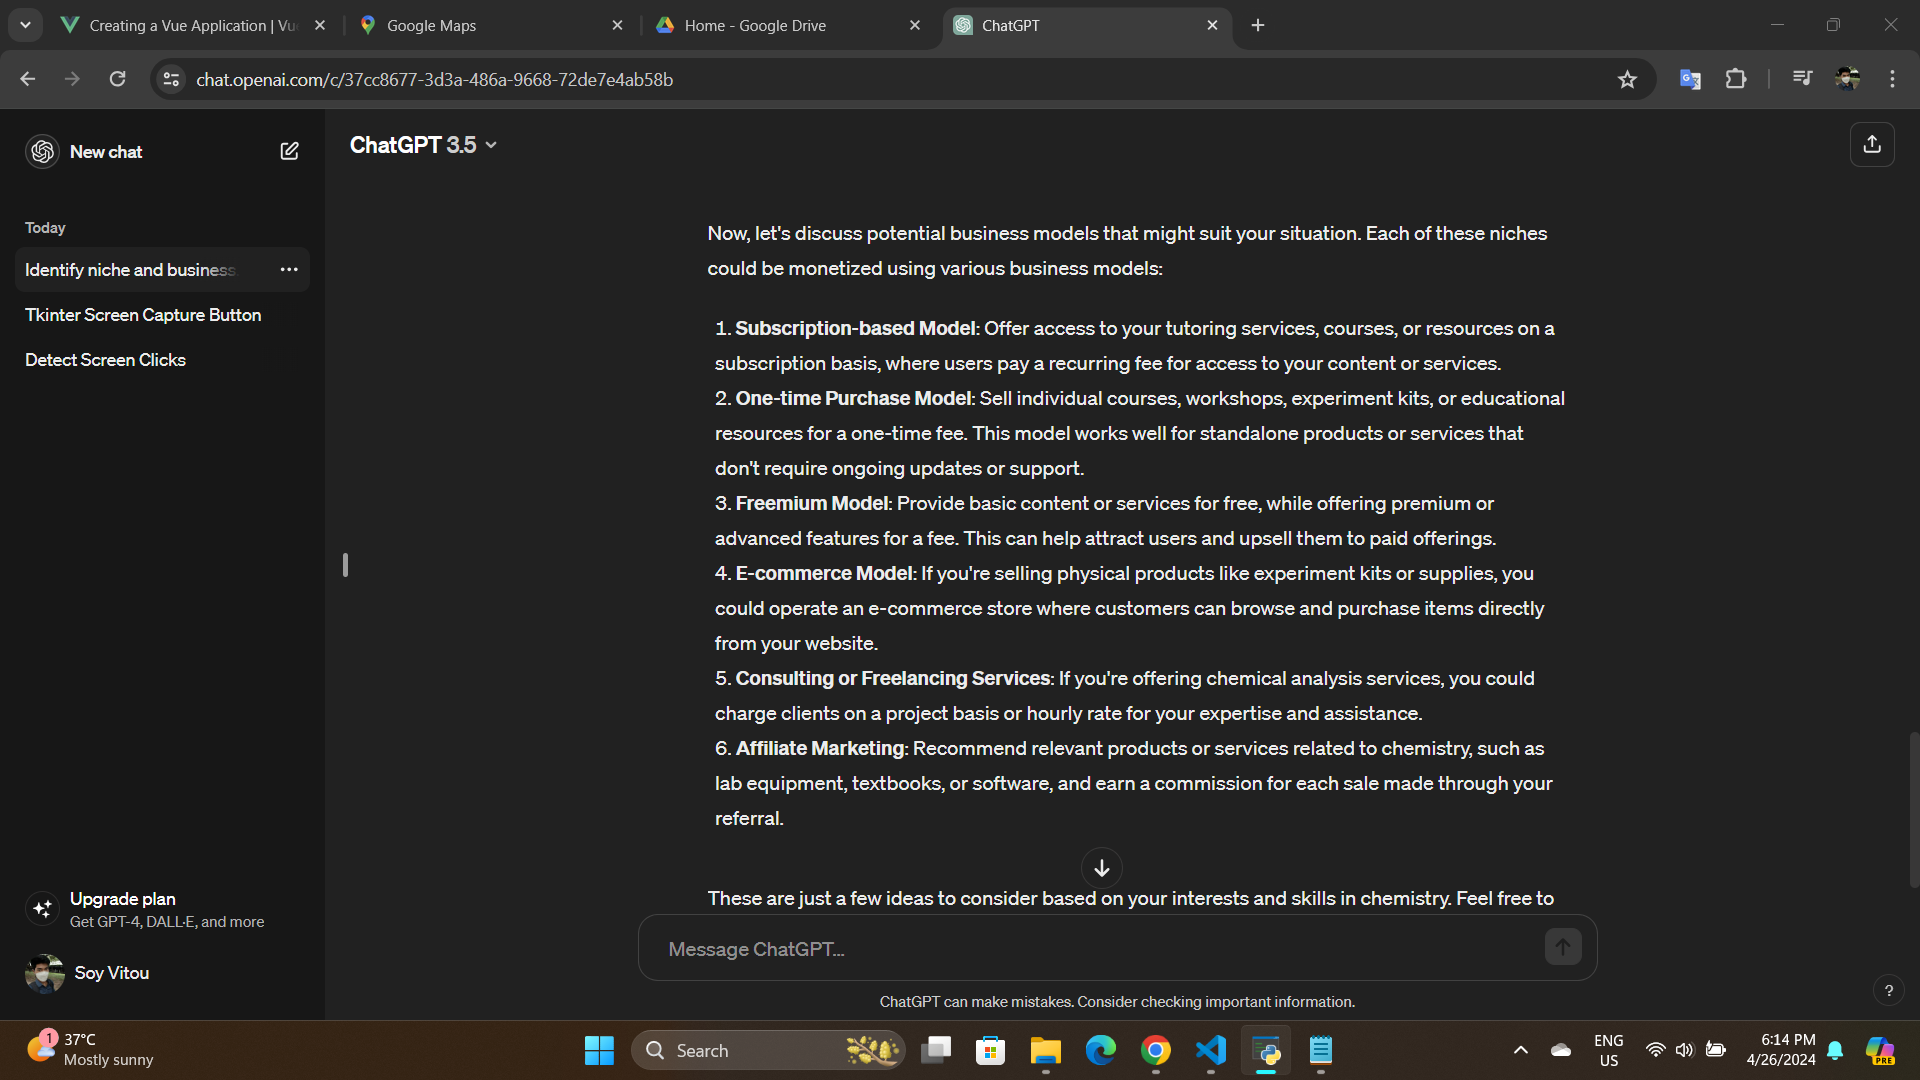 Creating a Vue Application | Vu
Google Maps
Home - Google Drive
ChatGPT
chat.openai.com/c/37cc8677-3d3a-486a-9668-72de7e4ab58b
New chat
Today
Identify niche and business
Tkinter Screen Capture Button
Detect Screen Clicks
Upgrade plan
Get GPT-4, DALL·E, and more
Soy Vitou
ChatGPT 3.5
Now, let's discuss potential business models that might suit your situation. Each of these niches
could be monetized using various business models:
1. Subscription-based Model: Offer access to your tutoring services, courses, or resources on a
subscription basis, where users pay a recurring fee for access to your content or services.
2. One-time Purchase Model: Sell individual courses, workshops, experiment kits, or educational
resources for a one-time fee. This model works well for standalone products or services that
don't require ongoing updates or support.
3. Freemium Model: Provide basic content or services for free, while offering premium or
advanced features for a fee. This can help attract users and upsell them to paid offerings.
4. E-commerce Model: If you're selling physical products like experiment kits or supplies, you
could operate an e-commerce store where customers can browse and purchase items directly
from your website.
5. Consulting or Freelancing Services: If you're offering chemical analysis services, you could
charge clients on a project basis or hourly rate for your expertise and assistance.
6. Affiliate Marketing: Recommend relevant products or services related to chemistry, such as
lab equipment, textbooks, or software, and earn a commission for each sale made through your
referral.
These are just a few ideas to consider based on your interests and skills in chemistry. Feel free to
Message ChatGPT...
ChatGPT can make mistakes. Consider checking important information.
?
1
37°C
Mostly sunny
Search
ENG
US
6:14 PM
4/26/2024
PRE